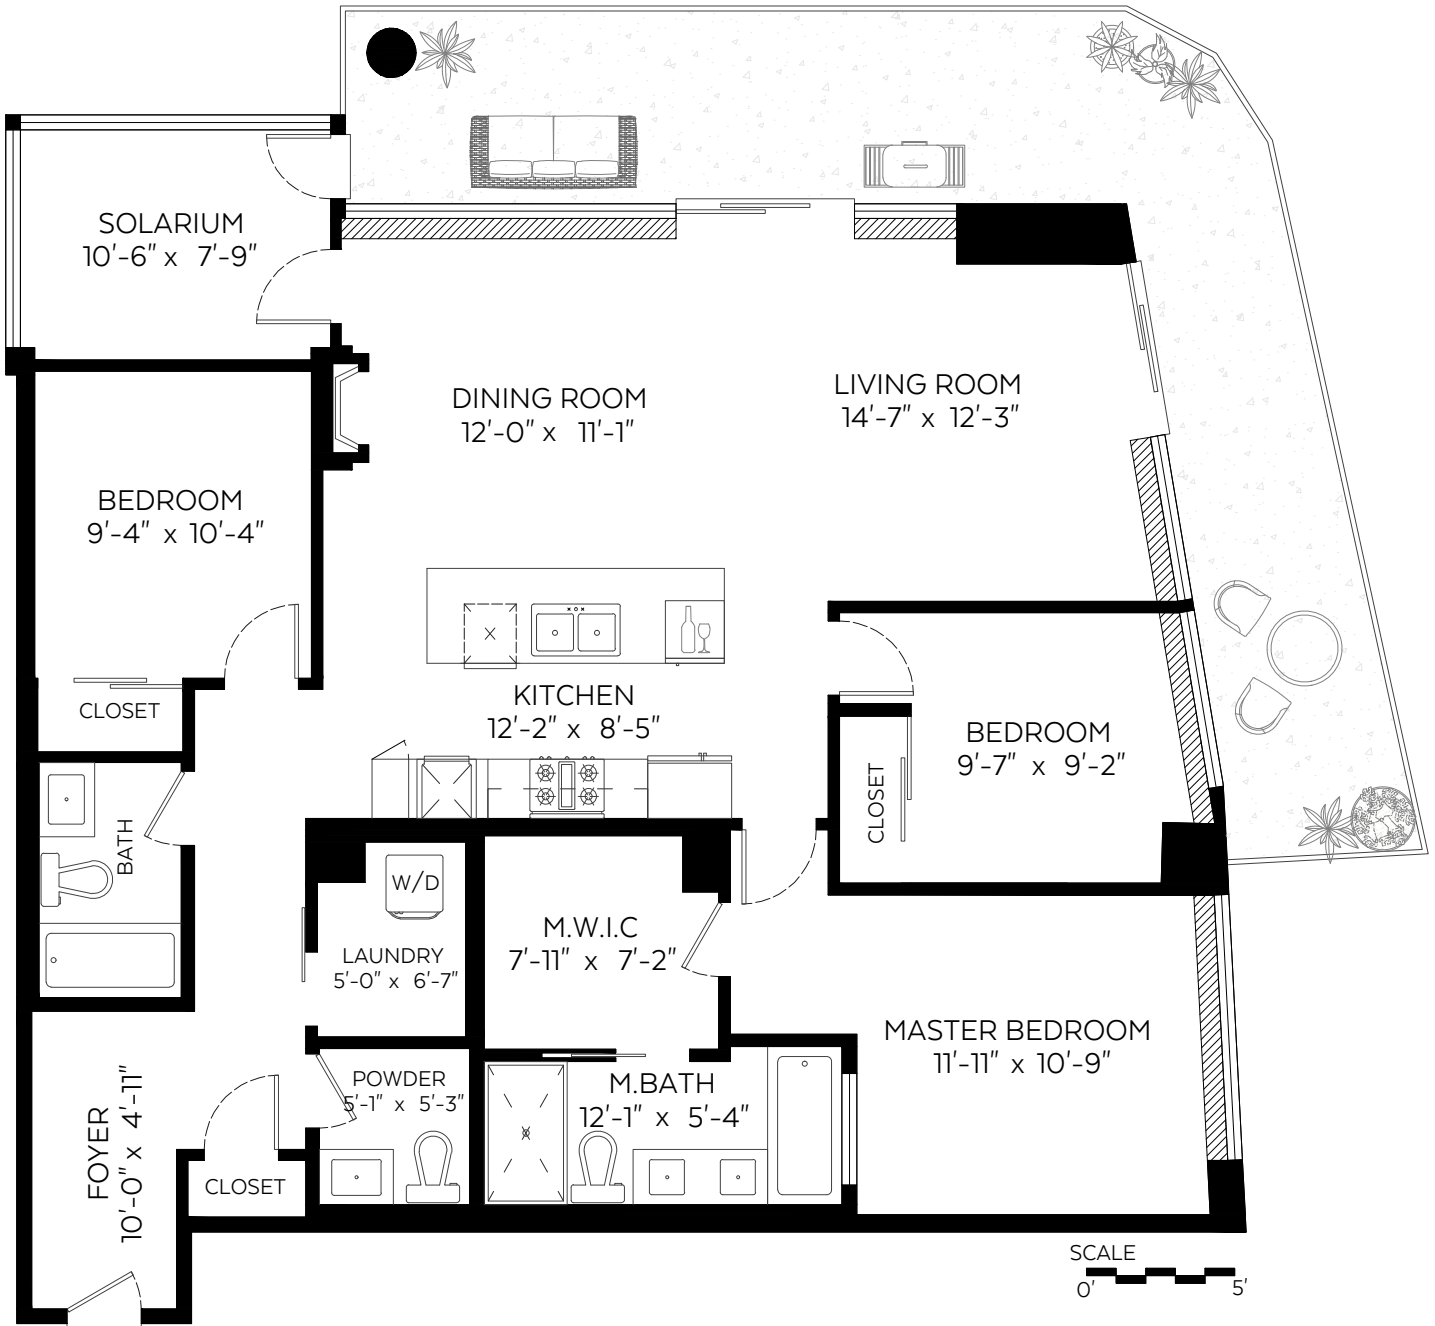 SOLARIUM
10'-6" x 7'-9"
DINING ROOM
12'-0" x 11'-1"
LIVING ROOM
14'-7" x 12'-3"
BEDROOM
9'-4" x 10'-4"
CLOSET
KITCHEN
12'-2" x 8'-5"
BEDROOM
9'-7" x 9'-2"
CLOSET
BATH
W/D
LAUNDRY
5'-0" x 6'-7"
M.W.I.C
7'-11" x 7'-2"
MASTER BEDROOM
11'-11" x 10'-9"
POWDER
5'-1" x 5'-3"
M.BATH
12'-1" x 5'-4"
FOYER
10'-0" x 4'-11"
CLOSET
SCALE
0' 5'